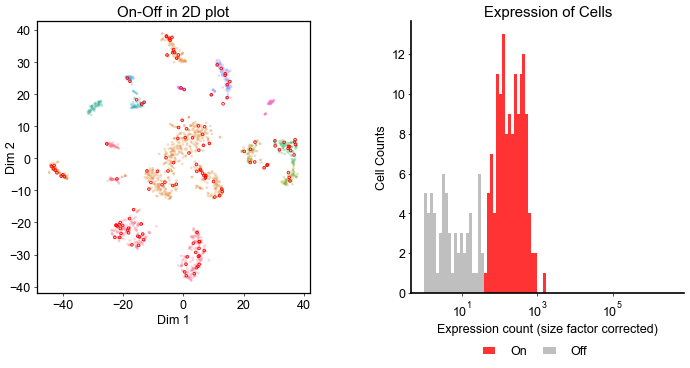 On-Off in 2D plot
40
30
20
10
0
−10
−20
−30
−40
Dim 2
−40 −20 0 20 40
Dim 1
Expression of Cells
12
10
8
6
4
2
0
Cell Counts
10¹ 10³ 10⁵
Expression count (size factor corrected)
On Off